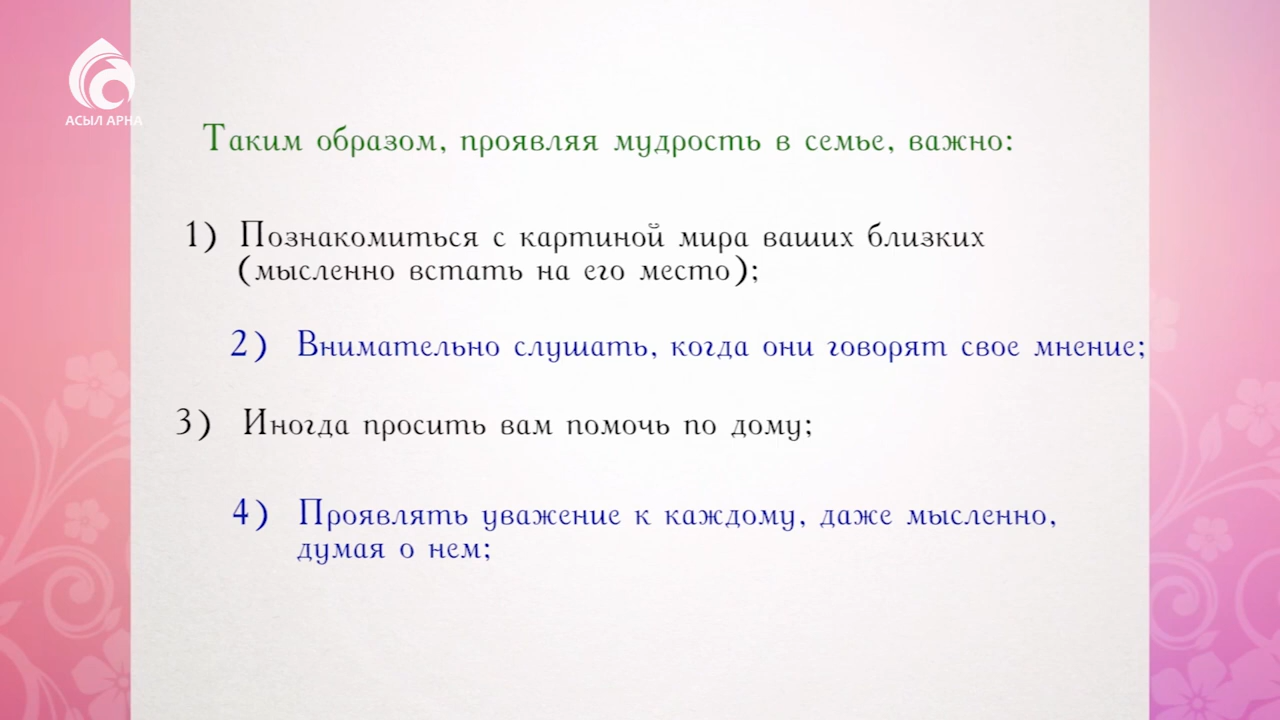 АСЫЛ АРНА
Таким образом, проявляя мудрость в семье, важно:
1) Познакомиться с картиной мира ваших близких
(мысленно встать на его место);
2) Внимательно слушать, когда они говорят свое мнение;
3) Иногда просить вам помочь по дому;
4) Проявлять уважение к каждому, даже мысленно,
думая о нем;